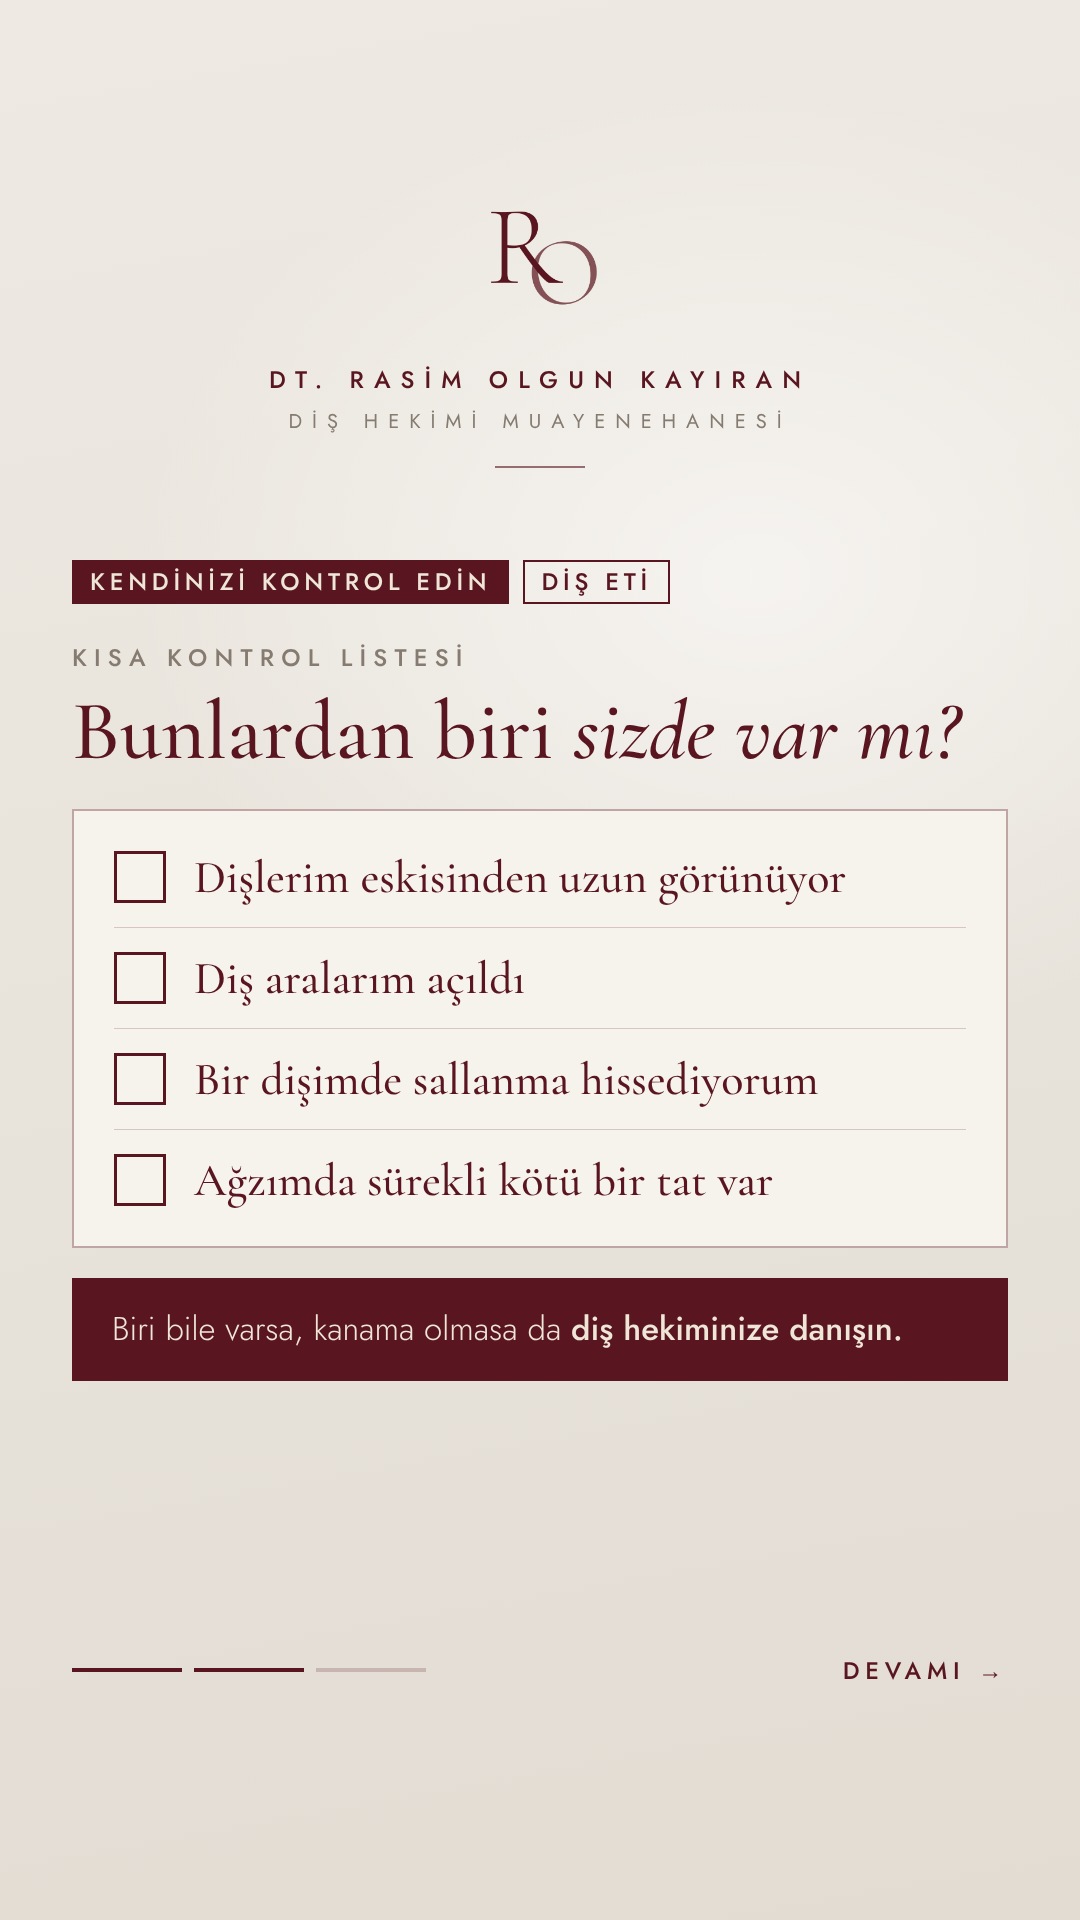 RO
DT. RASİM OLGUN KAYIRAN
DİŞ HEKİMİ MUAYENEHANESİ
KENDİNİZİ KONTROL EDİN
DİŞ ETİ
KISA KONTROL LİSTESİ
Bunlardan biri sizde var mı?
Dişlerim eskisinden uzun görünüyor
Diş aralarım açıldı
Bir dişimde sallanma hissediyorum
Ağzımda sürekli kötü bir tat var
Biri bile varsa, kanama olmasa da diş hekiminize danışın.
DEVAMI →